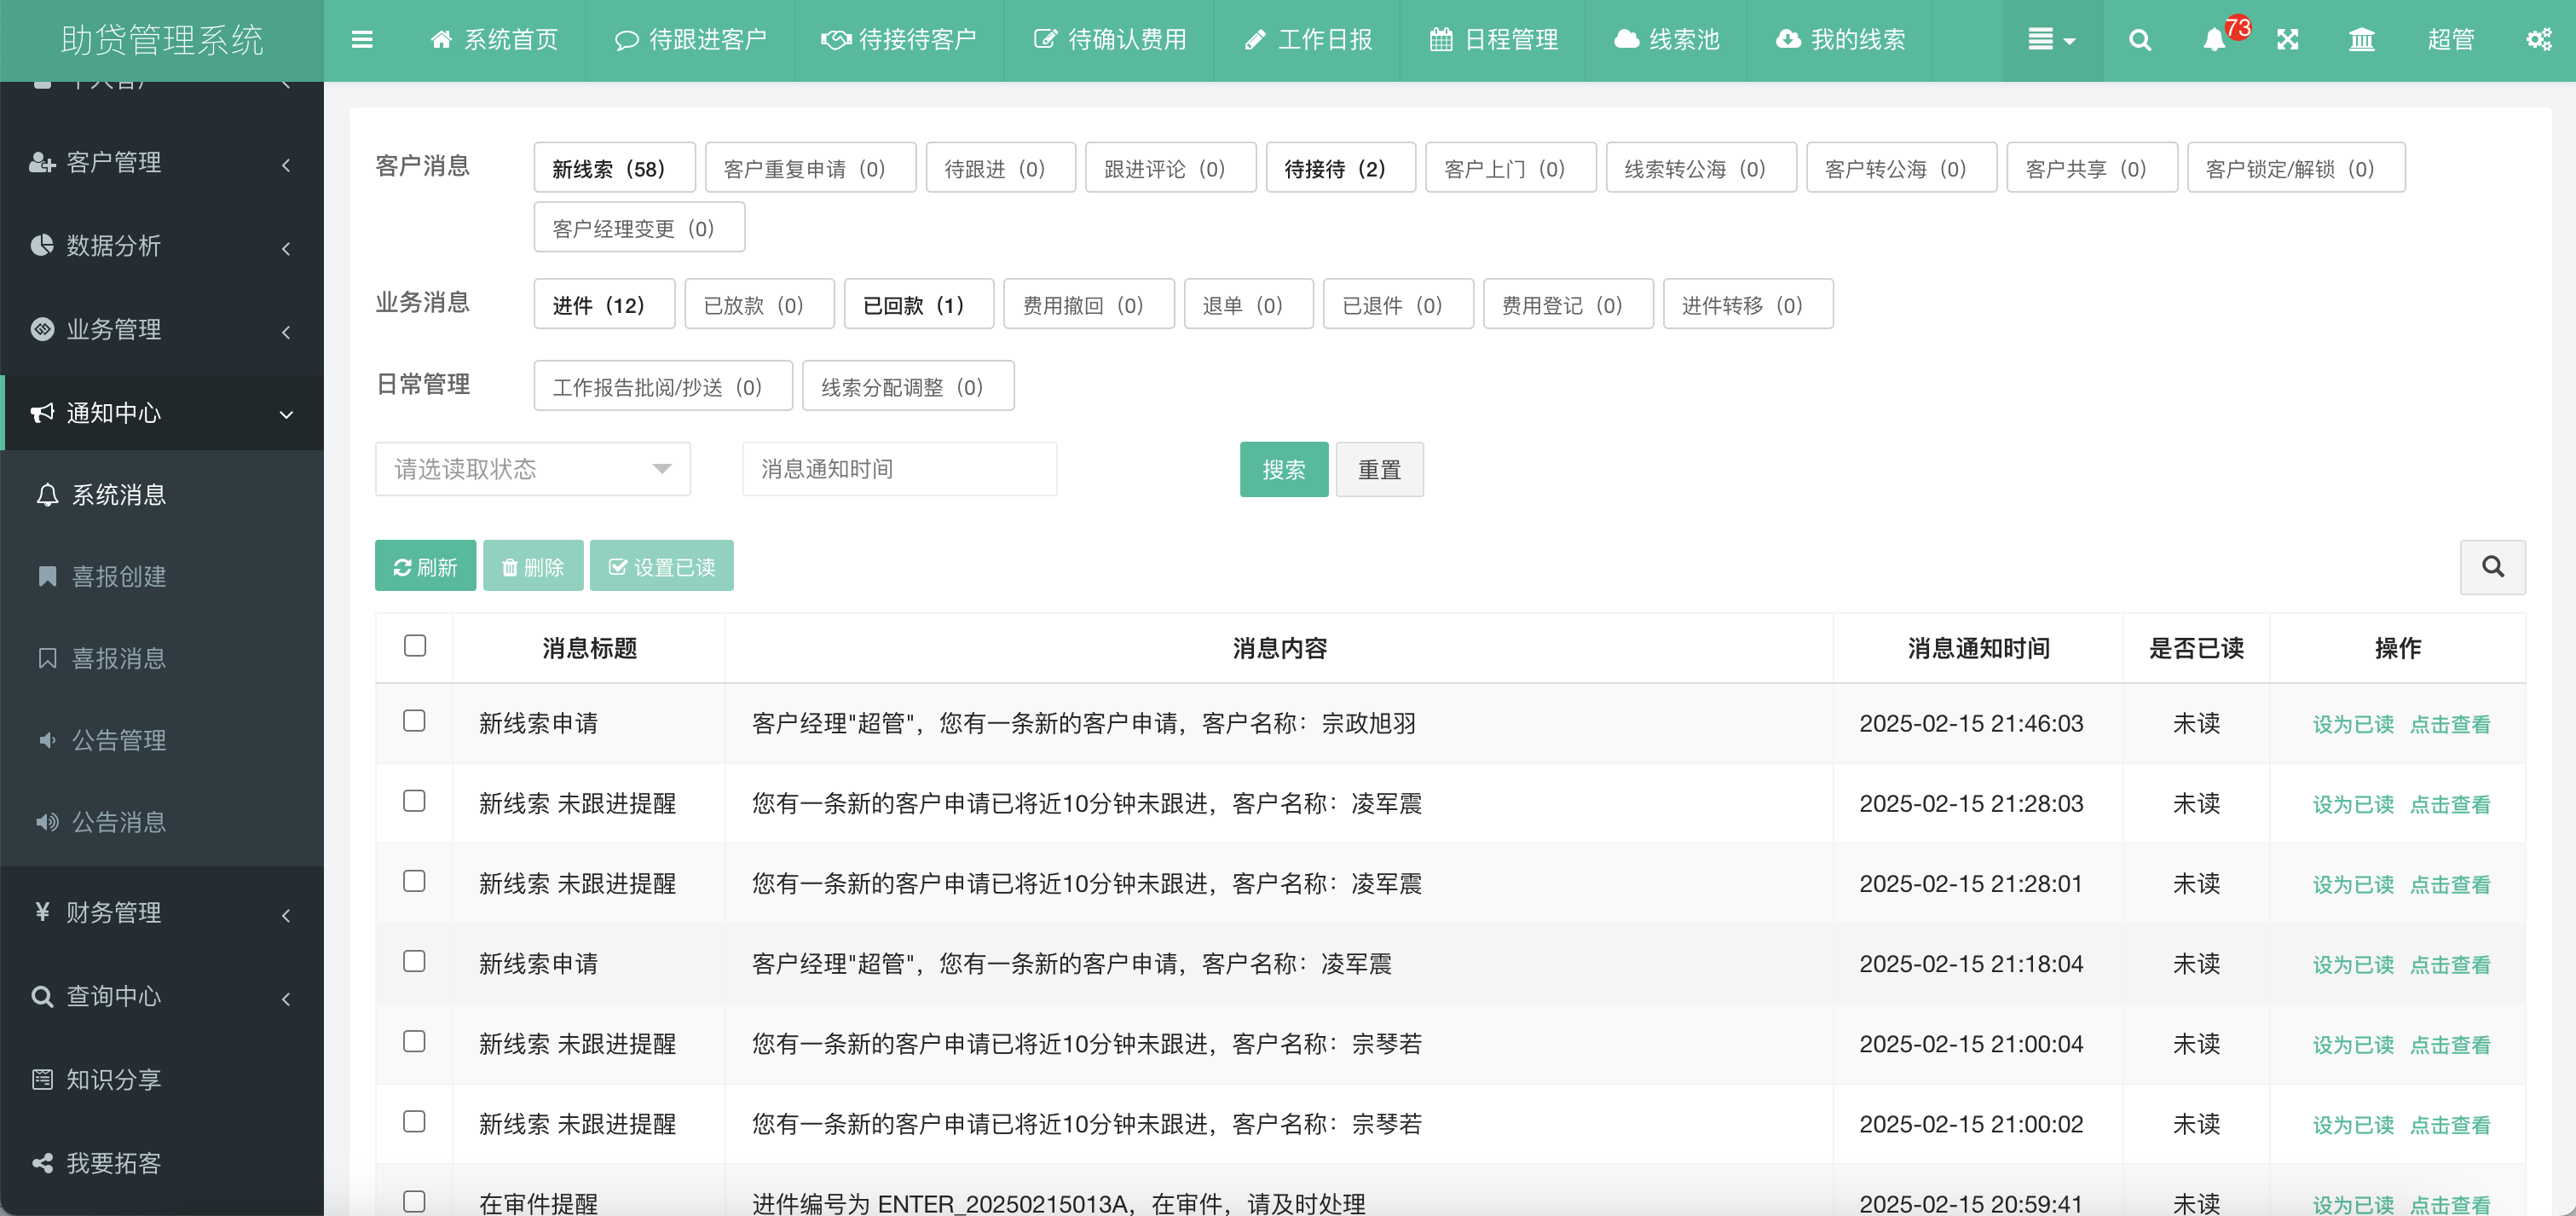 助贷管理系统
系统首页 待跟进客户 待接待客户 待确认费用 工作日报 日程管理 线索池 我的线索 73 超管
个人客户
客户管理
数据分析
业务管理
通知中心
系统消息
喜报创建
喜报消息
公告管理
公告消息
财务管理
查询中心
知识分享
我要拓客
客户消息 新线索（58） 客户重复申请（0） 待跟进（0） 跟进评论（0） 待接待（2） 客户上门（0） 线索转公海（0） 客户转公海（0） 客户共享（0） 客户锁定/解锁（0）
客户经理变更（0）
业务消息 进件（12） 已放款（0） 已回款（1） 费用撤回（0） 退单（0） 已退件（0） 费用登记（0） 进件转移（0）
日常管理 工作报告批阅/抄送（0） 线索分配调整（0）
请选读取状态 消息通知时间 搜索 重置
刷新 删除 设置已读
消息标题 消息内容 消息通知时间 是否已读 操作
新线索申请 客户经理"超管"，您有一条新的客户申请，客户名称：宗政旭羽 2025-02-15 21:46:03 未读 设为已读 点击查看
新线索 未跟进提醒 您有一条新的客户申请已将近10分钟未跟进，客户名称：凌军震 2025-02-15 21:28:03 未读 设为已读 点击查看
新线索 未跟进提醒 您有一条新的客户申请已将近10分钟未跟进，客户名称：凌军震 2025-02-15 21:28:01 未读 设为已读 点击查看
新线索申请 客户经理"超管"，您有一条新的客户申请，客户名称：凌军震 2025-02-15 21:18:04 未读 设为已读 点击查看
新线索 未跟进提醒 您有一条新的客户申请已将近10分钟未跟进，客户名称：宗琴若 2025-02-15 21:00:04 未读 设为已读 点击查看
新线索 未跟进提醒 您有一条新的客户申请已将近10分钟未跟进，客户名称：宗琴若 2025-02-15 21:00:02 未读 设为已读 点击查看
在审件提醒 进件编号为 ENTER_20250215013A，在审件，请及时处理 2025-02-15 20:59:41 未读 设为已读 点击查看